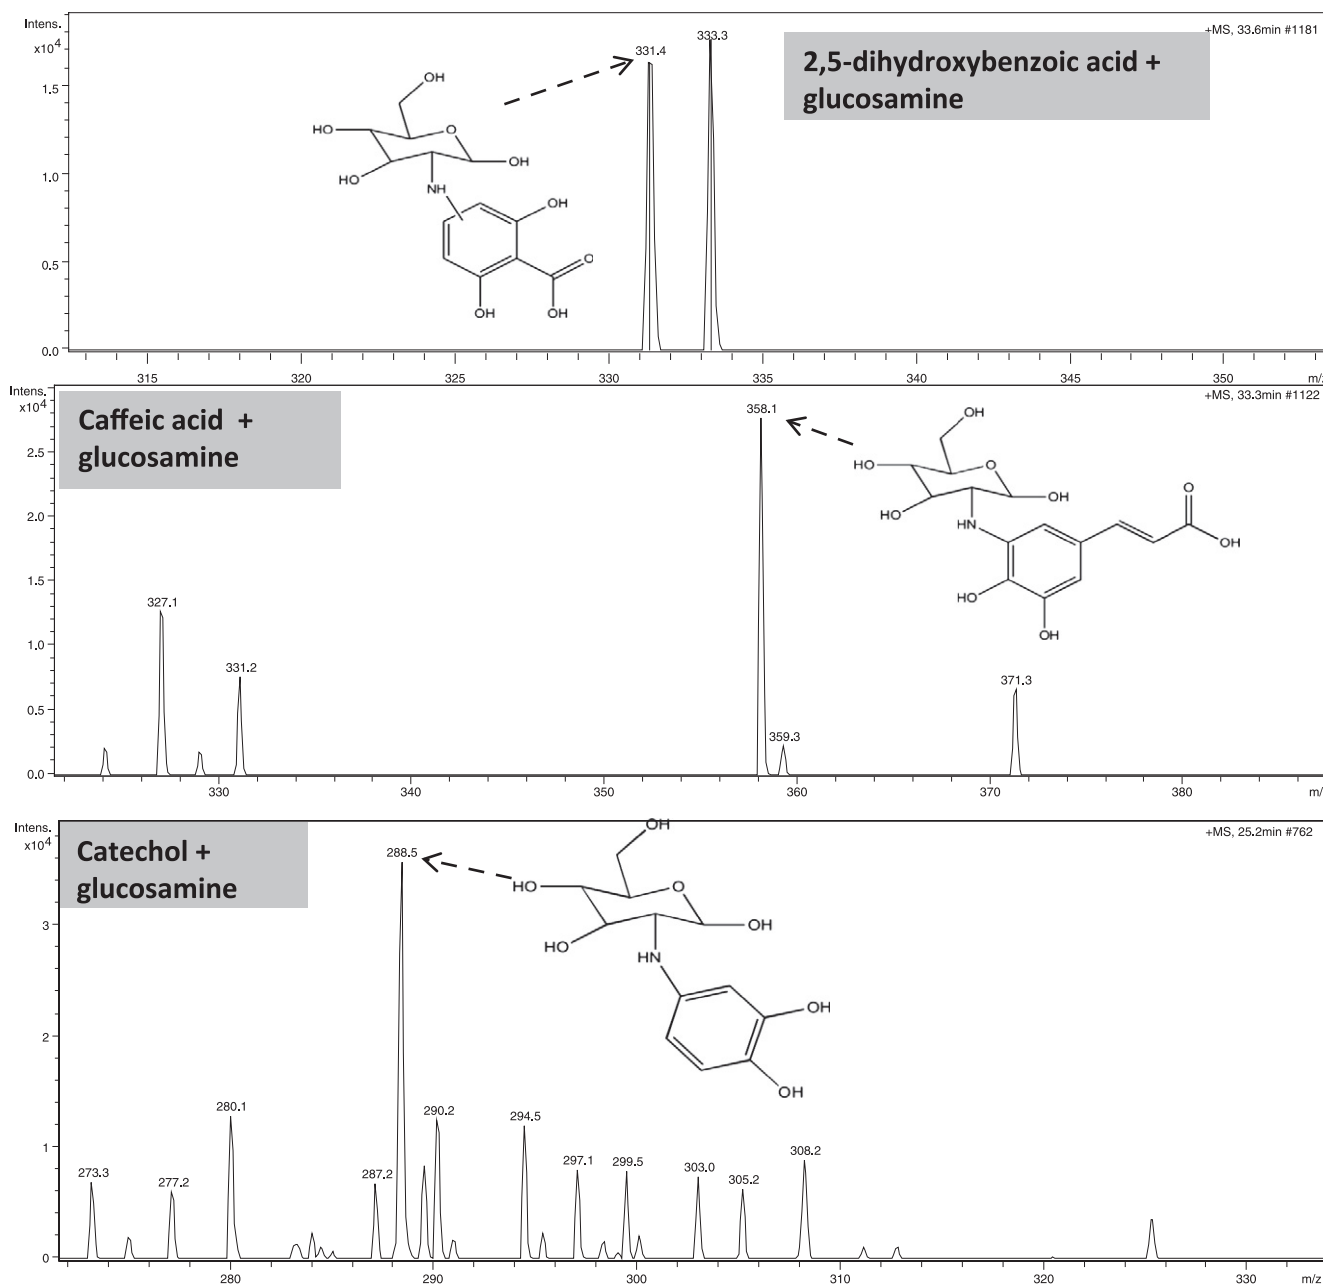 Intens.
x10⁴
+MS, 33.6min #1181
331.4
333.3
2,5-dihydroxybenzoic acid +
glucosamine
1.5
1.0
0.5
0.0
OH
HO
O
HO
OH
NH
OH
O
OH
OH
315
320
325
330
335
340
345
350
m/z
Intens.
x10⁴
+MS, 33.3min #1122
Caffeic acid +
glucosamine
358.1
2.5
2.0
1.5
1.0
0.5
0.0
327.1
331.2
359.3
371.3
OH
HO
O
HO
OH
HN
O
OH
HO
OH
330
340
350
360
370
380
m/
Intens.
x10⁴
+MS, 25.2min #762
Catechol +
glucosamine
288.5
3
2
1
0
273.3
277.2
280.1
287.2
290.2
294.5
297.1
299.5
303.0
305.2
308.2
OH
HO
O
HO
OH
HN
OH
OH
280
290
300
310
320
330
m/z